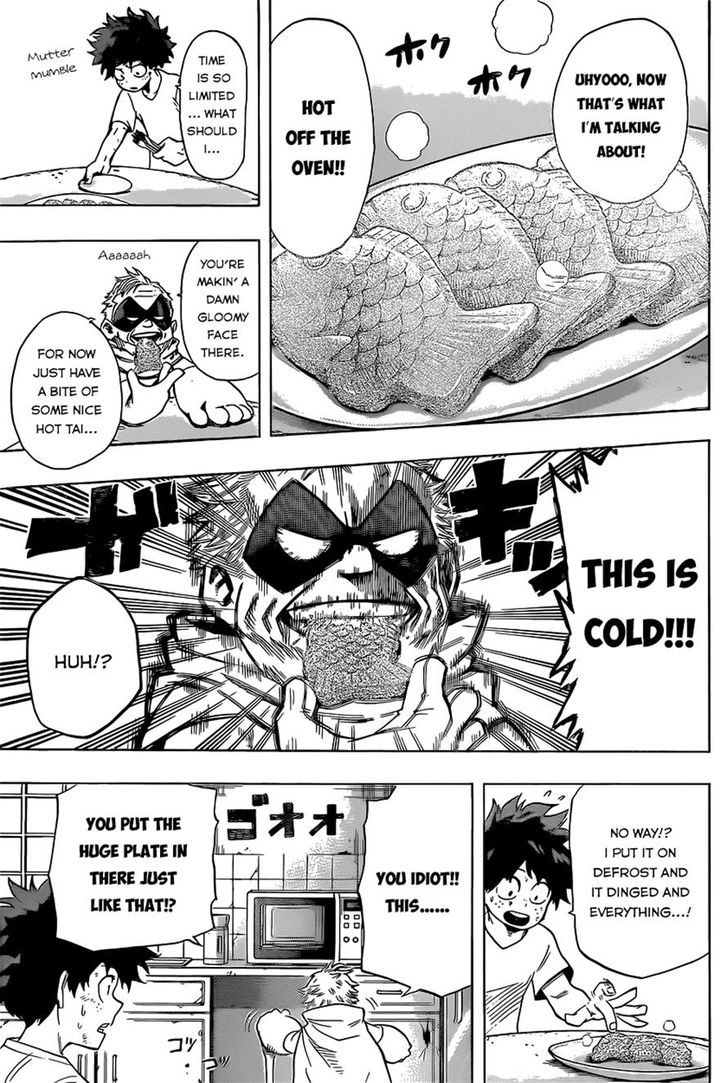 UHYOOO, NOW
THAT'S WHAT
I'M TALKING
ABOUT!
ホク
ホク
HOT
OFF THE
OVEN!!
TIME
IS SO
LIMITED
... WHAT
SHOULD
I...
Mutter
mumble
YOU'RE
MAKIN' A
DAMN
GLOOMY
FACE
THERE.
Aaaaaah
FOR NOW
JUST HAVE
A BITE OF
SOME NICE
HOT TAI...
THIS IS
COLD!!!
キンッ
HUH!?
NO WAY!?
I PUT IT ON
DEFROST AND
IT DINGED AND
EVERYTHING...!
YOU IDIOT!!
THIS......
ゴオオ
YOU PUT THE
HUGE PLATE IN
THERE JUST
LIKE THAT!?
コツ